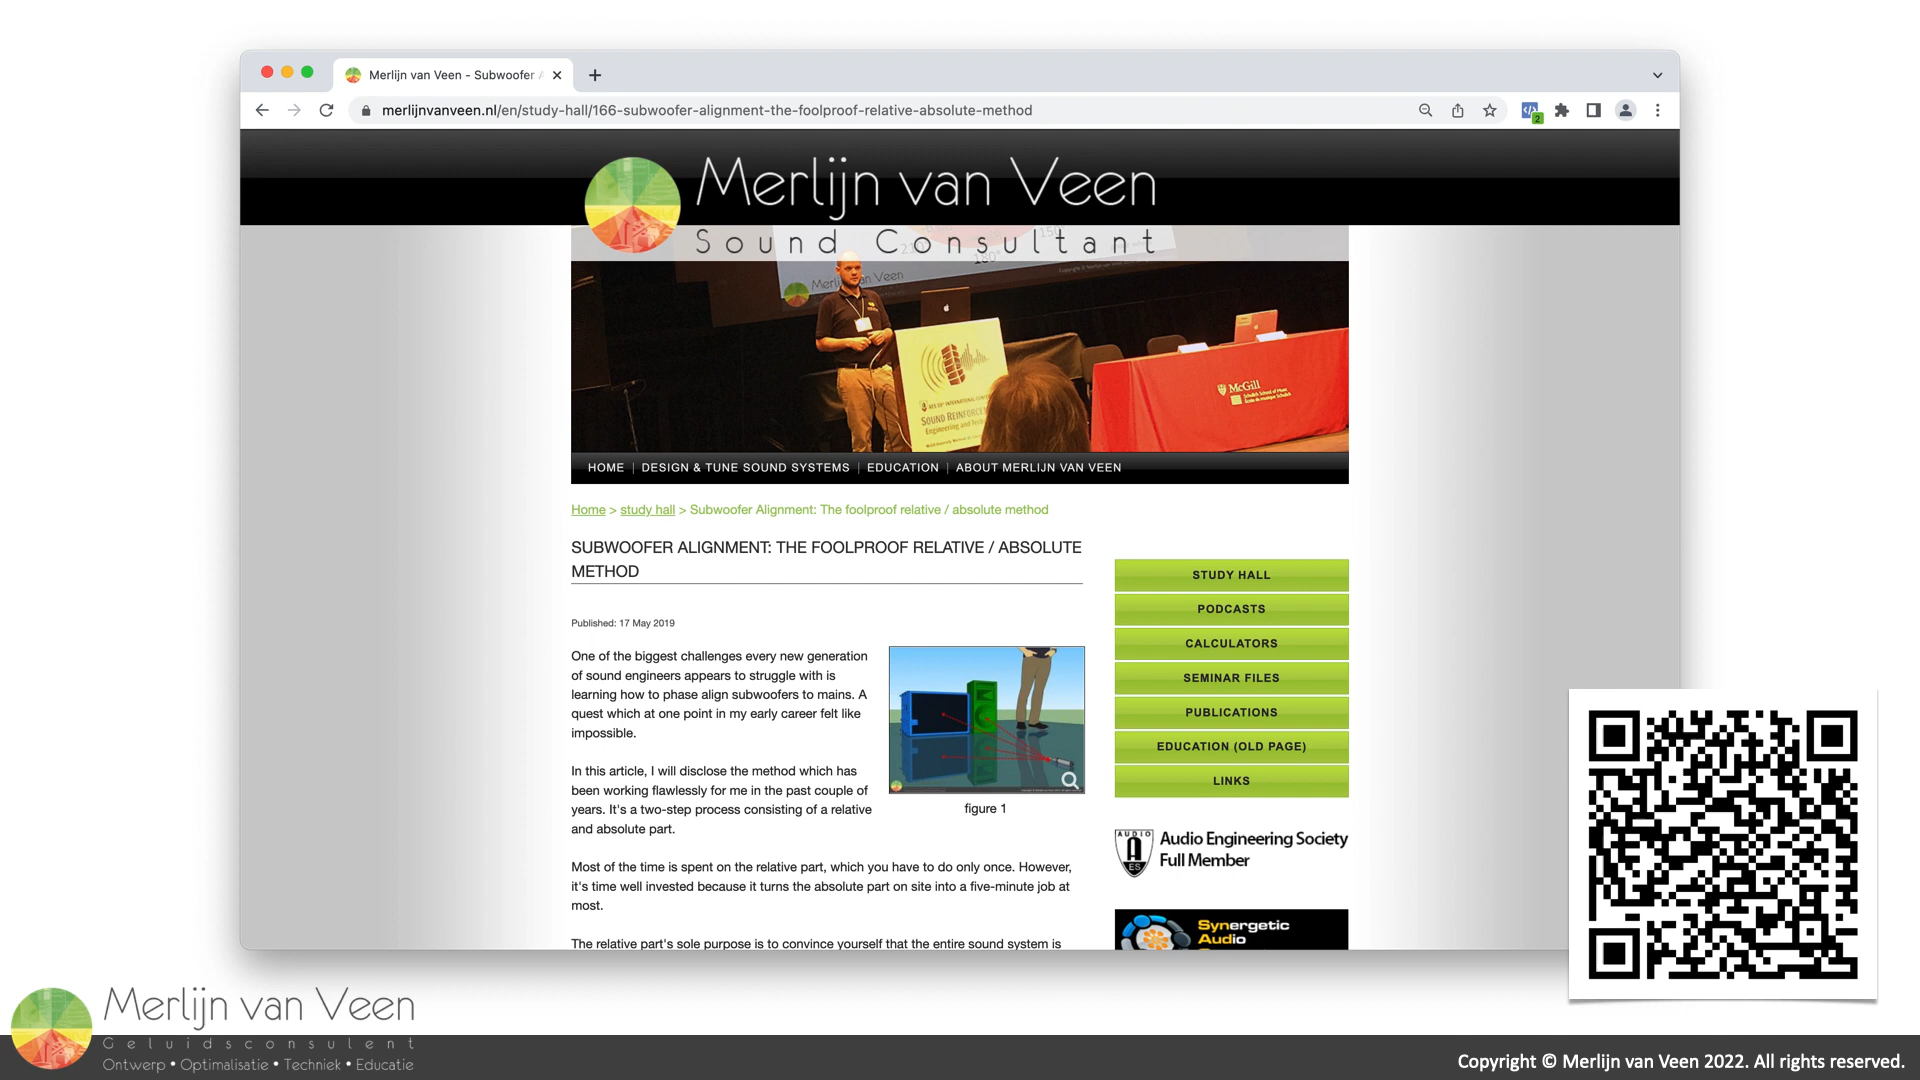 Merlijn van Veen - Subwoofer
merlijnvanveen.nl/en/study-hall/166-subwoofer-alignment-the-foolproof-relative-absolute-method
2
Merlijn van Veen
Sound Consultant
150°
180°
Merlijn van Veen
SOUND REINFORCEMENT
McGill
HOME | DESIGN & TUNE SOUND SYSTEMS | EDUCATION | ABOUT MERLIJN VAN VEEN
Home > study hall > Subwoofer Alignment: The foolproof relative / absolute method
SUBWOOFER ALIGNMENT: THE FOOLPROOF RELATIVE / ABSOLUTE
METHOD
Published: 17 May 2019
One of the biggest challenges every new generation
of sound engineers appears to struggle with is
learning how to phase align subwoofers to mains. A
quest which at one point in my early career felt like
impossible.
In this article, I will disclose the method which has
been working flawlessly for me in the past couple of
years. It's a two-step process consisting of a relative
and absolute part.
figure 1
Most of the time is spent on the relative part, which you have to do only once. However,
it's time well invested because it turns the absolute part on site into a five-minute job at
most.
The relative part's sole purpose is to convince yourself that the entire sound system is
STUDY HALL
PODCASTS
CALCULATORS
SEMINAR FILES
PUBLICATIONS
EDUCATION (OLD PAGE)
LINKS
AUDIO
AES
Audio Engineering Society
Full Member
Synergetic
Audio
Merlijn van Veen
Geluidsconsulent
Ontwerp • Optimalisatie • Techniek • Educatie
Copyright © Merlijn van Veen 2022. All rights reserved.